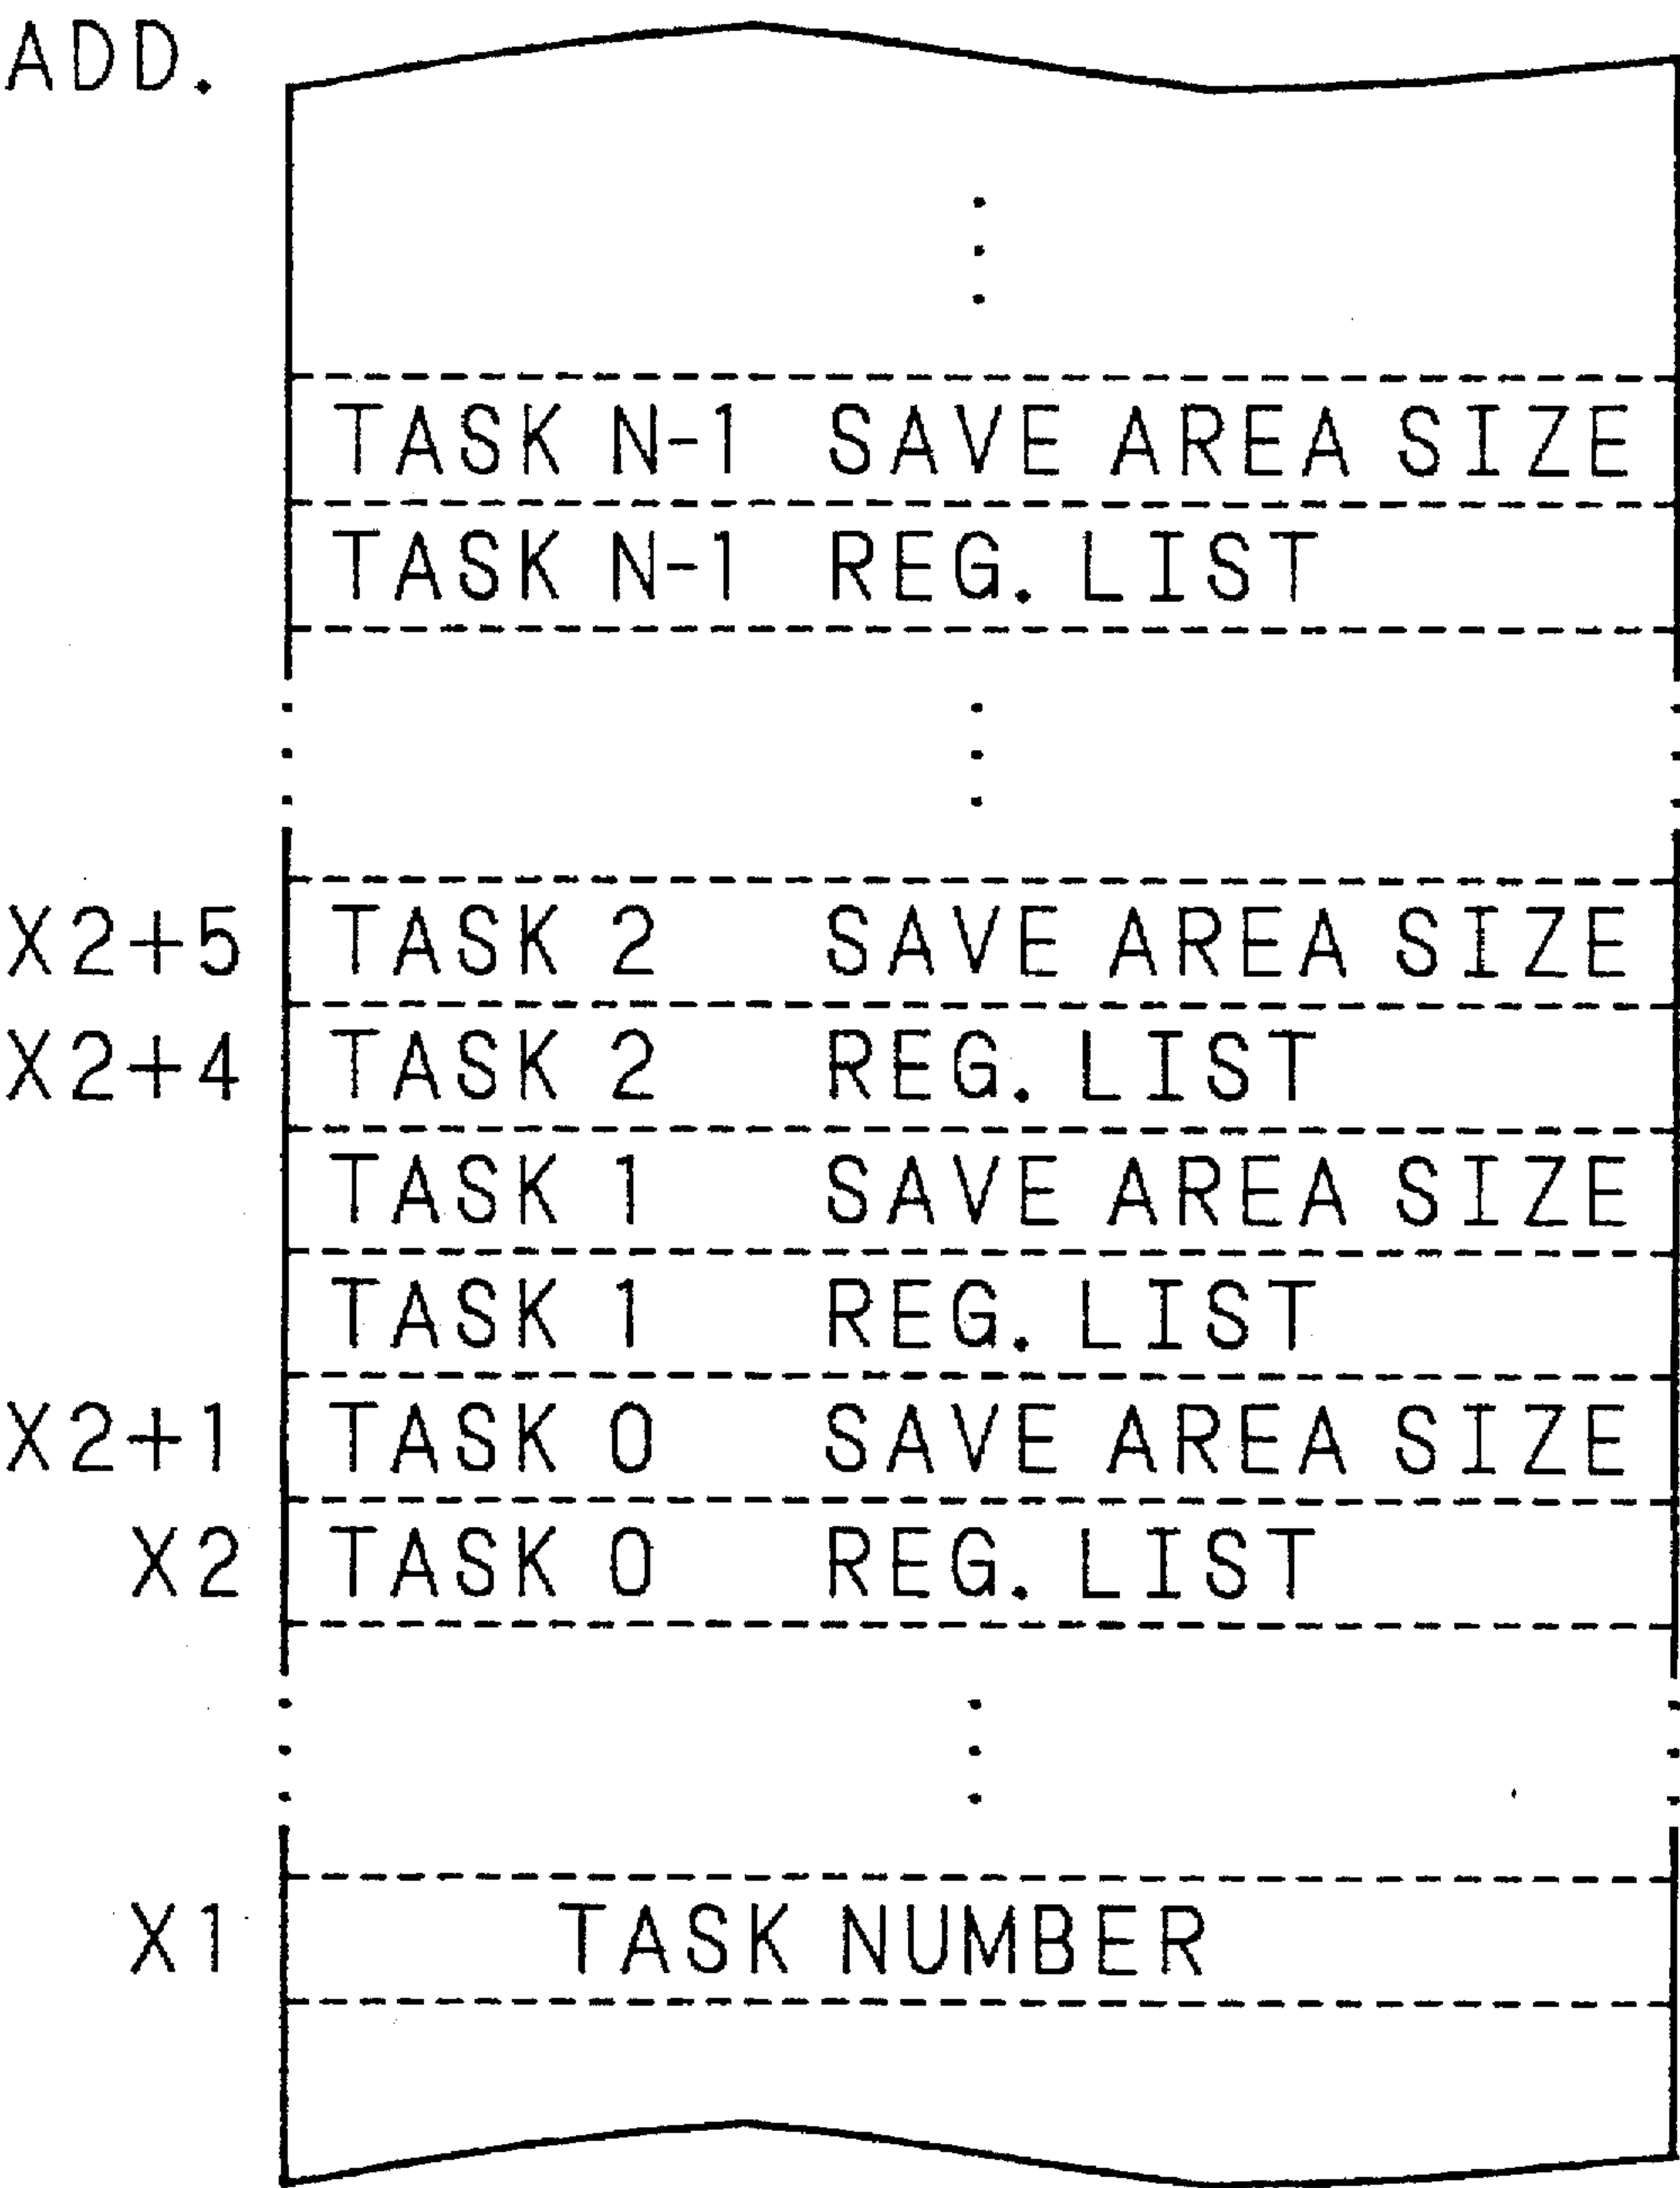 ADD.
TASK N-1 SAVE AREA SIZE
TASK N-1 REG. LIST
X2+5 TASK 2 SAVE AREA SIZE
X2+4 TASK 2 REG. LIST
TASK 1 SAVE AREA SIZE
TASK 1 REG. LIST
X2+1 TASK 0 SAVE AREA SIZE
X2 TASK 0 REG. LIST
X1 TASK NUMBER